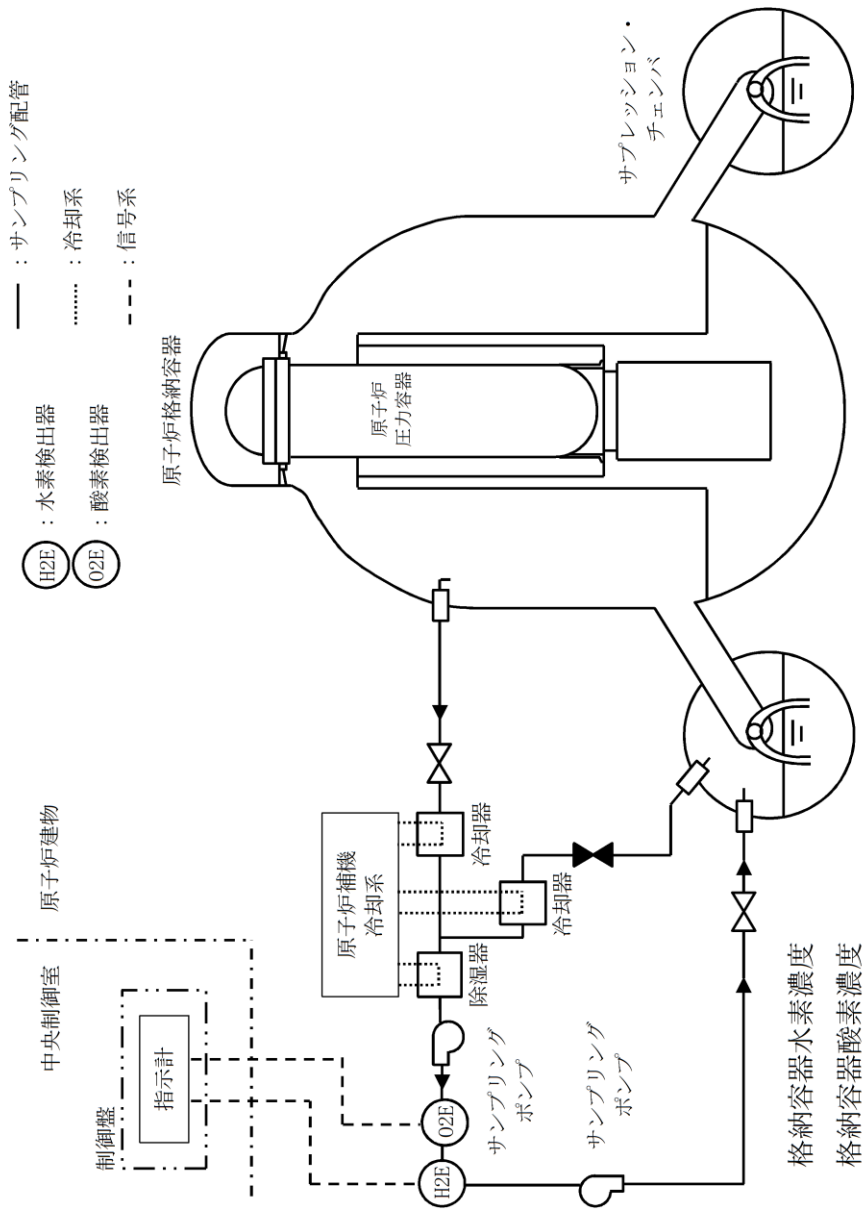 ——：サンプリング配管
………：冷却系
----：信号系
H2E：水素検出器
O2E：酸素検出器
原子炉建物
中央制御室
制御盤
指示計
原子炉格納容器
原子炉
圧力容器
サプレッション・
チェンバ
原子炉補機
冷却系
冷却器
冷却器
除湿器
O2E
H2E
サンプリング
ポンプ
サンプリング
ポンプ
格納容器水素濃度
格納容器酸素濃度